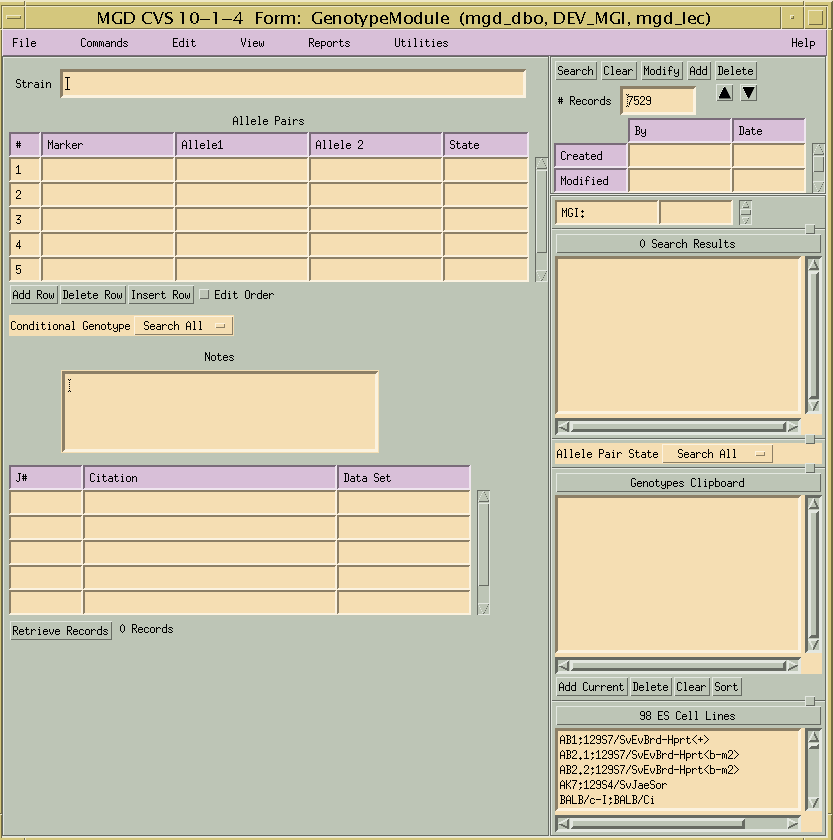 MGD CVS 10-1-4 Form: GenotypeModule (mgd_dbo, DEV_MGI, mgd_lec)
File Commands Edit View Reports Utilities Help
Strain
Allele Pairs
# Marker Allele1 Allele 2 State
1
2
3
4
5
Add Row Delete Row Insert Row Edit Order
Conditional Genotype Search All
Notes
J# Citation Data Set
Retrieve Records 0 Records
Search Clear Modify Add Delete
# Records 7529
By Date
Created
Modified
MGI:
0 Search Results
Allele Pair State Search All
Genotypes Clipboard
Add Current Delete Clear Sort
98 ES Cell Lines
AB1;129S7/SvEvBrd-Hprt<+>
AB2.1;129S7/SvEvBrd-Hprt<b-m2>
AB2.2;129S7/SvEvBrd-Hprt<b-m2>
AK7;129S4/SvJaeSor
BALB/c-I;BALB/Ci